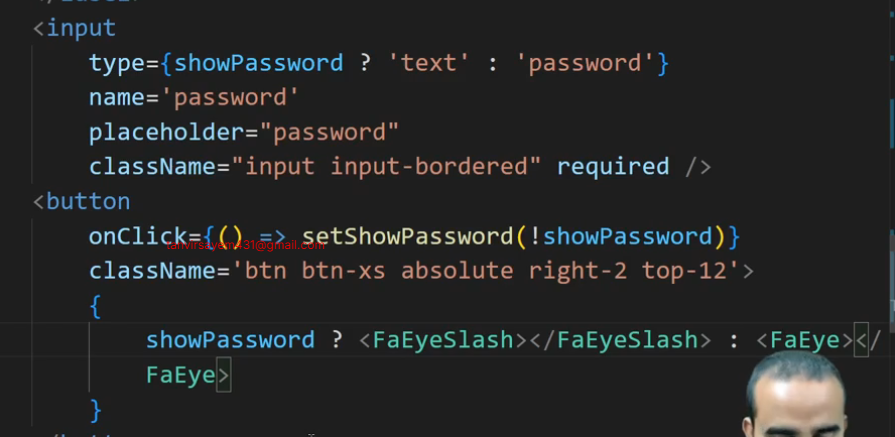 <input
type={showPassword ? 'text' : 'password'}
name='password'
placeholder="password"
className="input input-bordered" required />
<button
onClick={() => setShowPassword(!showPassword)}
tanvirsayem431@gmail.com
className='btn btn-xs absolute right-2 top-12'>
{
showPassword ? <FaEyeSlash></FaEyeSlash> : <FaEye></
FaEye>
}